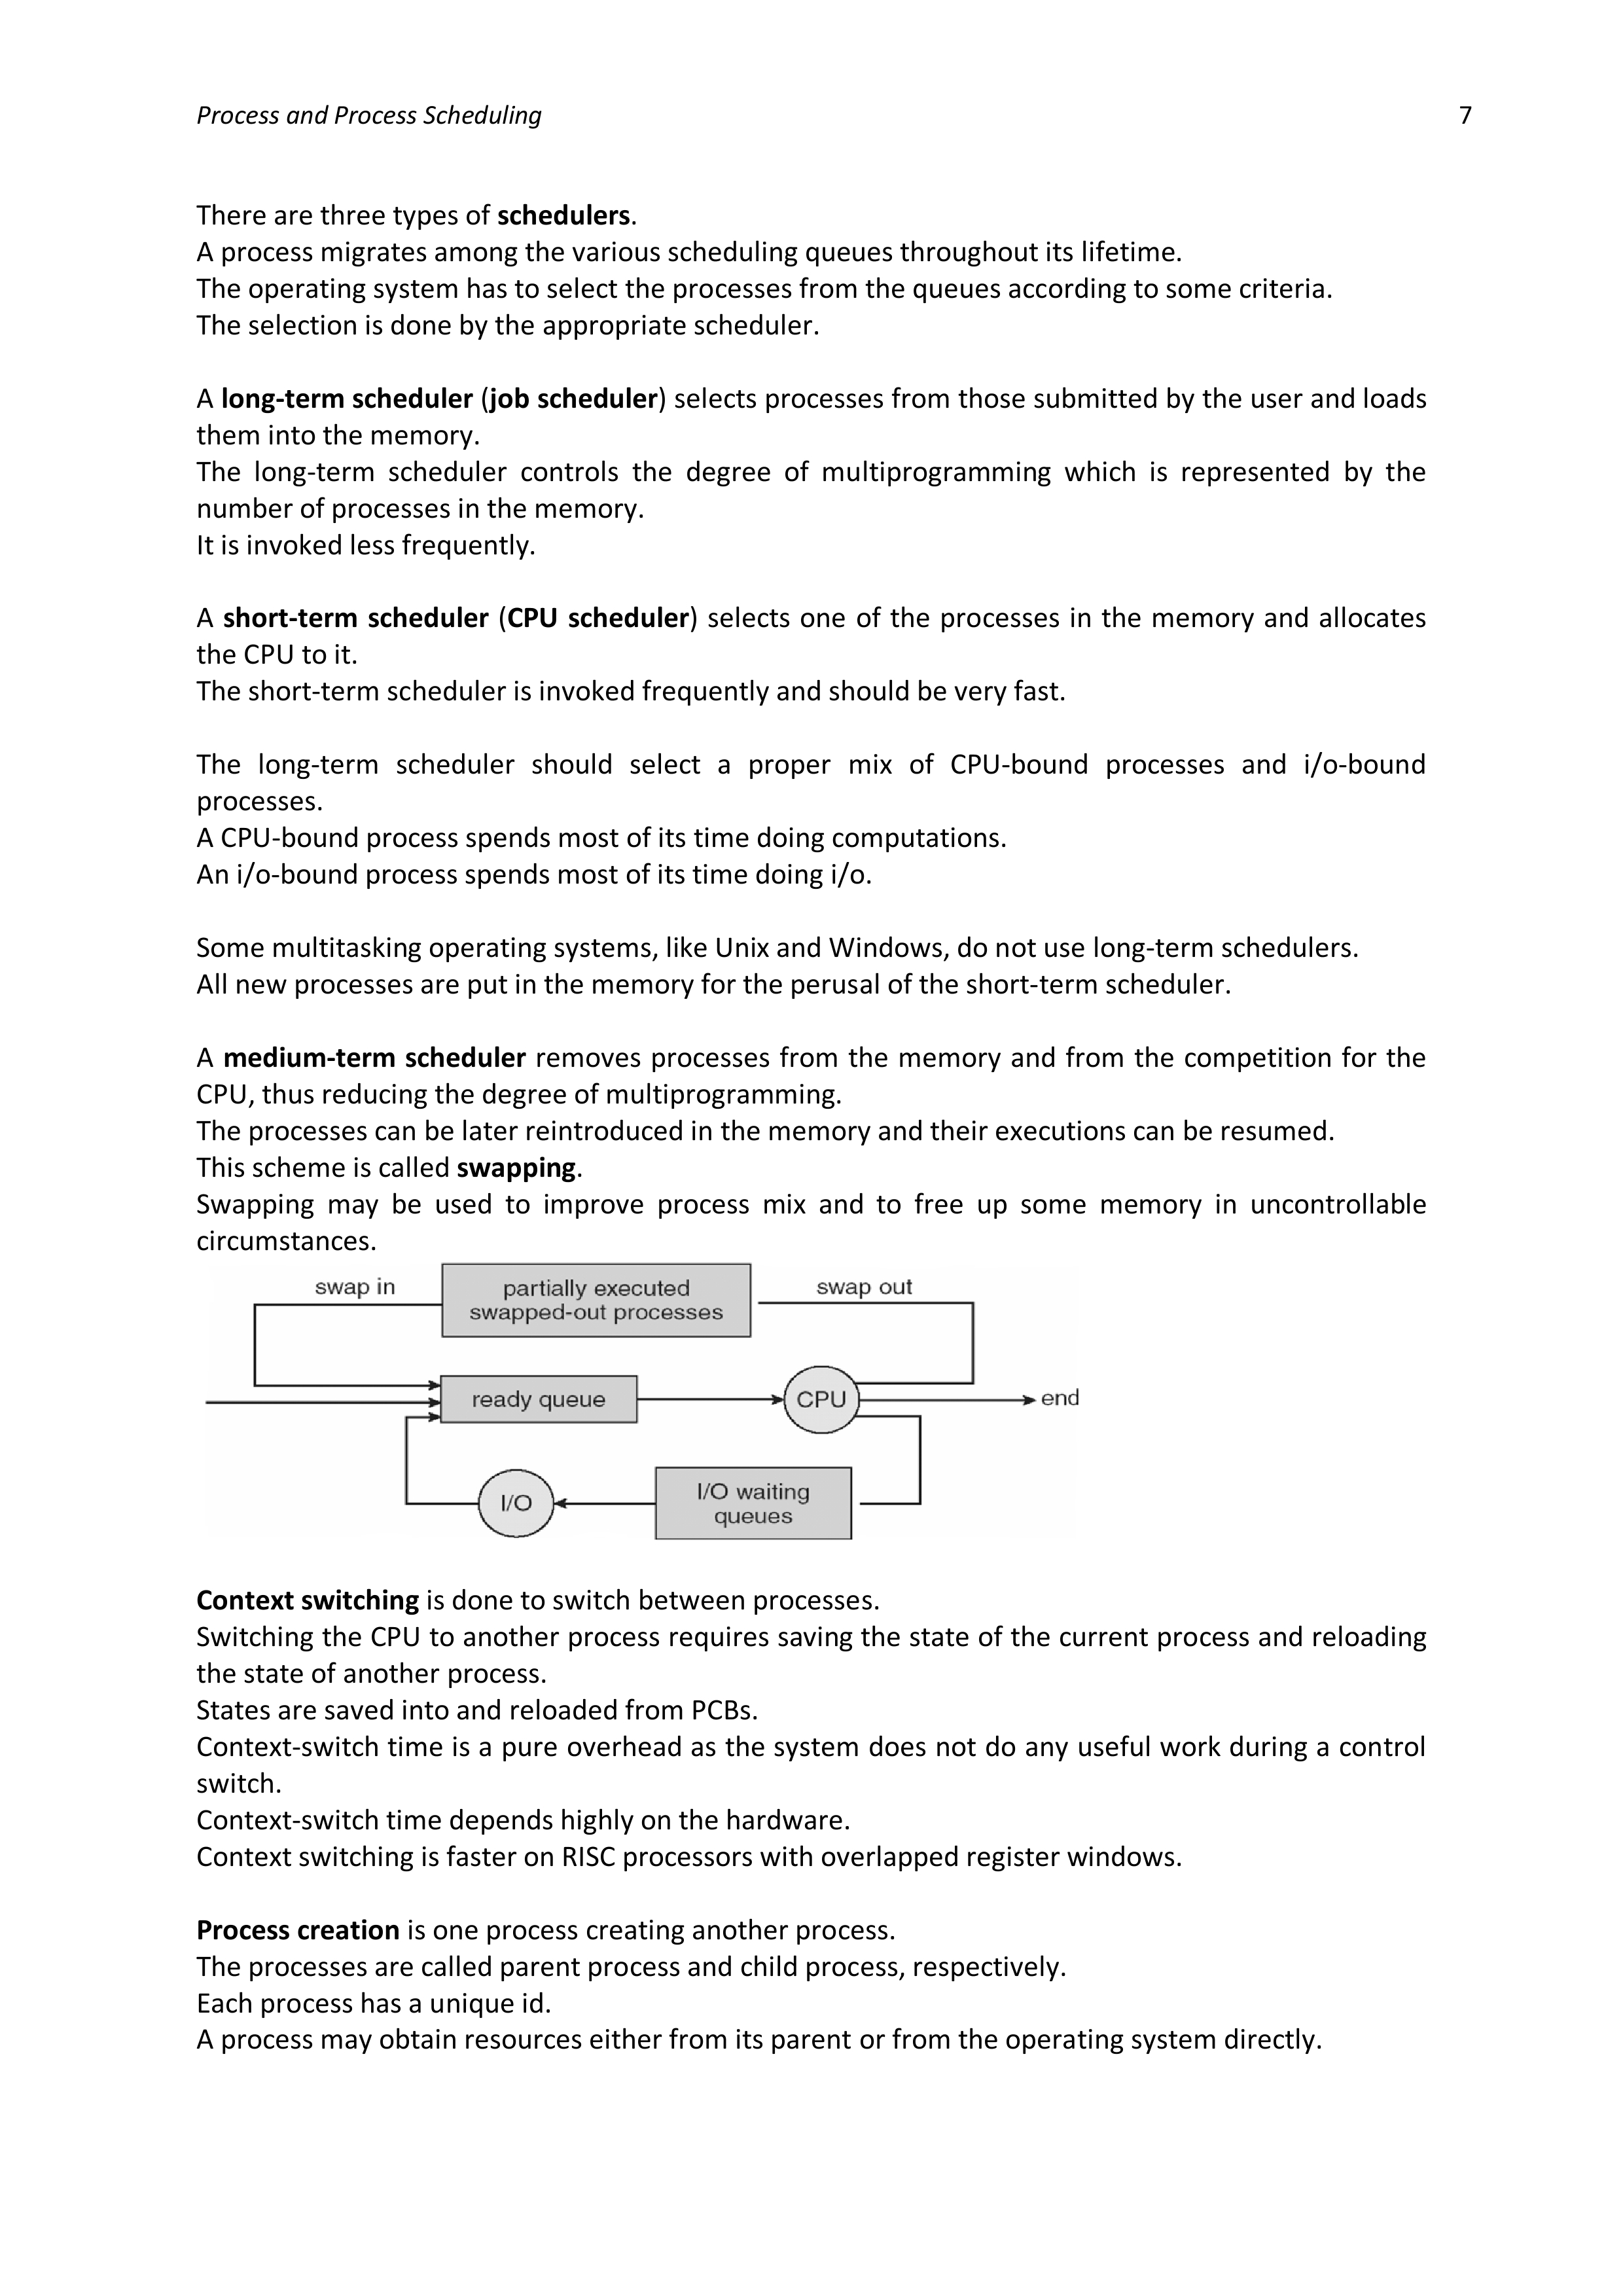 Process and Process Scheduling 7
There are three types of schedulers.
A process migrates among the various scheduling queues throughout its lifetime.
The operating system has to select the processes from the queues according to some criteria.
The selection is done by the appropriate scheduler.
A long-term scheduler (job scheduler) selects processes from those submitted by the user and loads
them into the memory.
The long-term scheduler controls the degree of multiprogramming which is represented by the
number of processes in the memory.
It is invoked less frequently.
A short-term scheduler (CPU scheduler) selects one of the processes in the memory and allocates
the CPU to it.
The short-term scheduler is invoked frequently and should be very fast.
The long-term scheduler should select a proper mix of CPU-bound processes and i/o-bound
processes.
A CPU-bound process spends most of its time doing computations.
An i/o-bound process spends most of its time doing i/o.
Some multitasking operating systems, like Unix and Windows, do not use long-term schedulers.
All new processes are put in the memory for the perusal of the short-term scheduler.
A medium-term scheduler removes processes from the memory and from the competition for the
CPU, thus reducing the degree of multiprogramming.
The processes can be later reintroduced in the memory and their executions can be resumed.
This scheme is called swapping.
Swapping may be used to improve process mix and to free up some memory in uncontrollable
circumstances.
swap in
partially executed
swapped-out processes
swap out
ready queue
CPU
end
I/O
I/O waiting
queues
Context switching is done to switch between processes.
Switching the CPU to another process requires saving the state of the current process and reloading
the state of another process.
States are saved into and reloaded from PCBs.
Context-switch time is a pure overhead as the system does not do any useful work during a control
switch.
Context-switch time depends highly on the hardware.
Context switching is faster on RISC processors with overlapped register windows.
Process creation is one process creating another process.
The processes are called parent process and child process, respectively.
Each process has a unique id.
A process may obtain resources either from its parent or from the operating system directly.